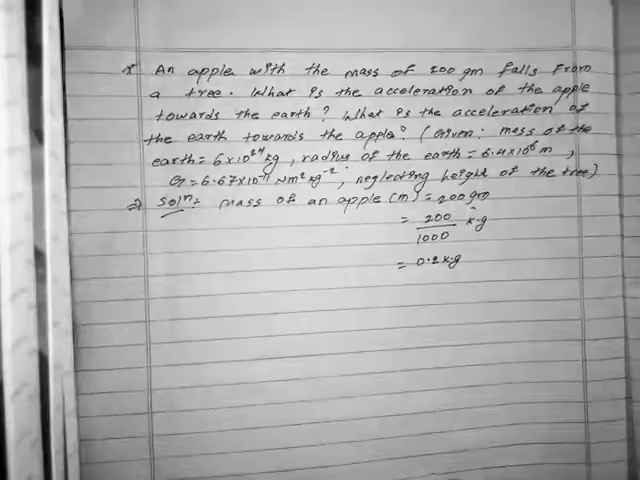 * An apple with the mass of 200 gm falls from
a tree. What is the acceleration of the apple
towards the earth? What is the acceleration of
the earth towards the apple? (Given: mass of the
earth = 6×10²⁴ kg, radius of the earth = 6.4×10⁶ m,
G = 6.67×10⁻¹¹ Nm² kg⁻², neglecting height of the tree)
⇒ Solⁿ: mass of an apple (m) = 200 gm
= 200/1000 k.g
= 0.2 k.g